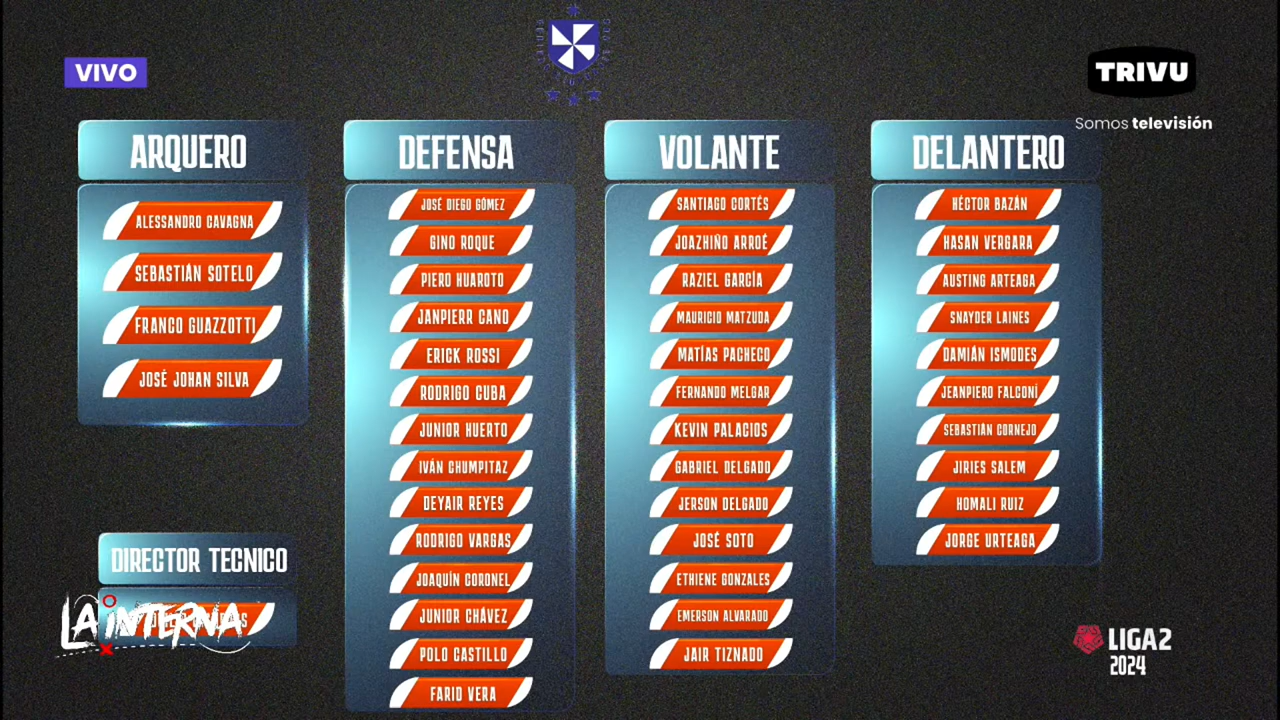 VIVO
TRIVU
Somos televisión
ARQUERO
ALESSANDRO CAVAGNA
SEBASTIÁN SOTELO
FRANCO GUAZZOTTI
JOSÉ JOHAN SILVA
DEFENSA
JOSÉ DIEGO GÓMEZ
GINO ROQUE
PIERO HUAROTO
JANPIERR CANO
ERICK ROSSI
RODRIGO CUBA
JUNIOR HUERTO
IVÁN CHUMPITAZ
DEYAIR REYES
RODRIGO VARGAS
JOAQUÍN CORONEL
JUNIOR CHÁVEZ
POLO CASTILLO
FARID VERA
VOLANTE
SANTIAGO CORTÉS
JOAZHIÑO ARROÉ
RAZIEL GARCÍA
MAURICIO MATZUDA
MATÍAS PACHECO
FERNANDO MELGAR
KEVIN PALACIOS
GABRIEL DELGADO
JERSON DELGADO
JOSÉ SOTO
ETHIENE GONZALES
EMERSON ALVARADO
JAIR TIZNADO
DELANTERO
HÉCTOR BAZÁN
HASAN VERGARA
AUSTING ARTEAGA
SNAYDER LAINES
DAMIÁN ISMODES
JEANPIERO FALCONÍ
SEBASTIÁN CORNEJO
JIRIES SALEM
HOMALI RUIZ
JORGE URTEAGA
DIRECTOR TECNICO
LA INTERNA
LIGA2
2024